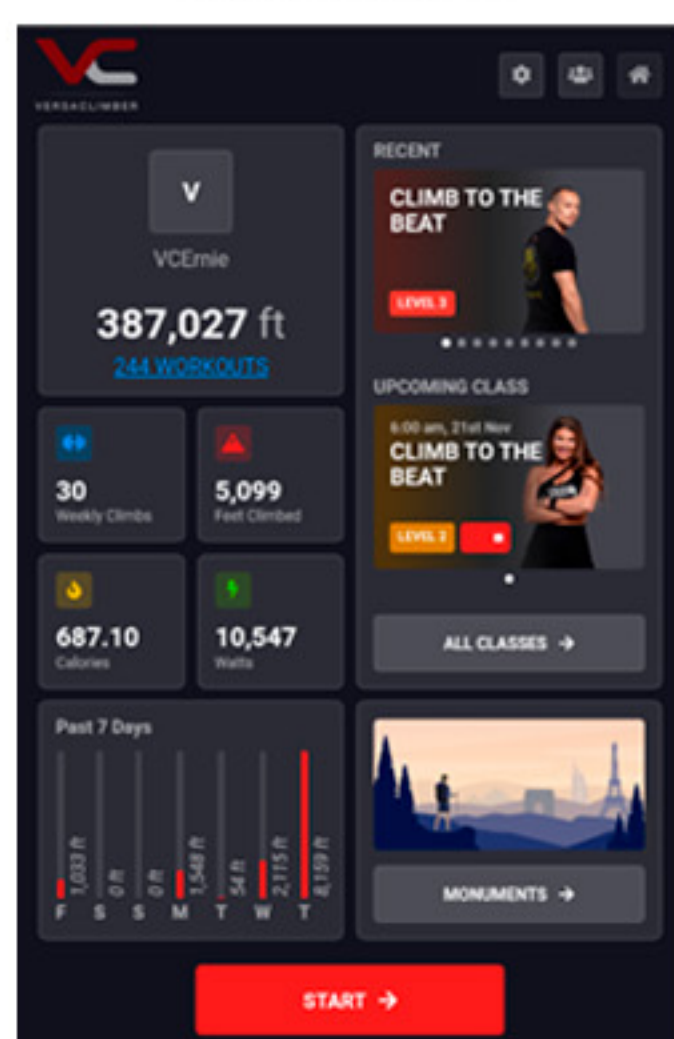 VC
VERSACLIMBER
V
VCErnie
387,027 ft
244 WORKOUTS
30
Weekly Climbs
5,099
Feet Climbed
687.10
Calories
10,547
Watts
Past 7 Days
1,033 ft
0 ft
0 ft
1,548 ft
54 ft
2,115 ft
8,159 ft
F S S M T W T
RECENT
CLIMB TO THE
BEAT
LEVEL 3
UPCOMING CLASS
6:00 am, 21st Nov
CLIMB TO THE
BEAT
LEVEL 2
ALL CLASSES →
MONUMENTS →
START →